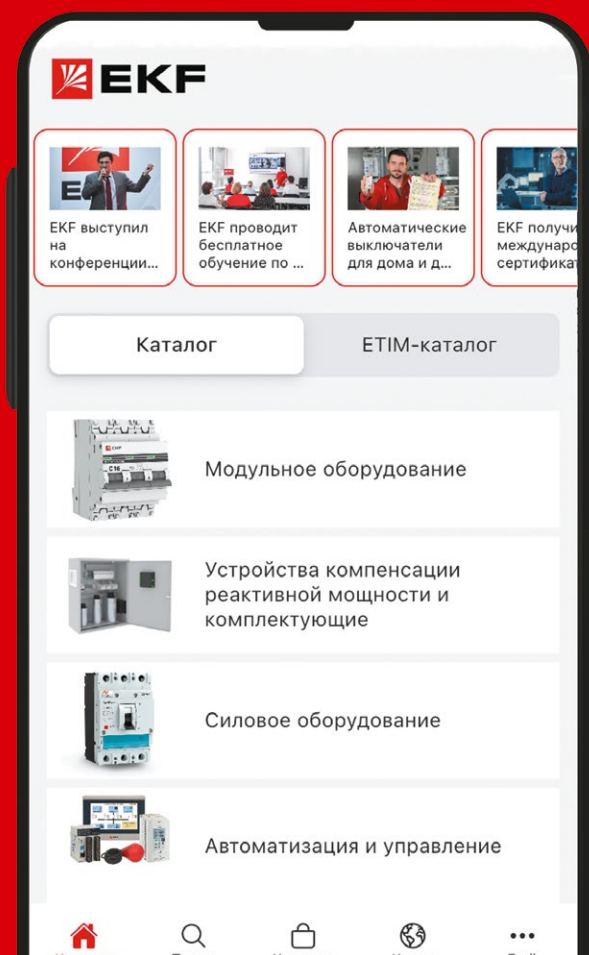 EKF
EKF выступил
на
конференции...
EKF проводит
бесплатное
обучение по ...
Автоматические
выключатели
для дома и д...
EKF получи
междунаро
сертифика
Каталог
ETIM-каталог
Модульное оборудование
Устройства компенсации
реактивной мощности и
комплектующие
Силовое оборудование
Автоматизация и управление